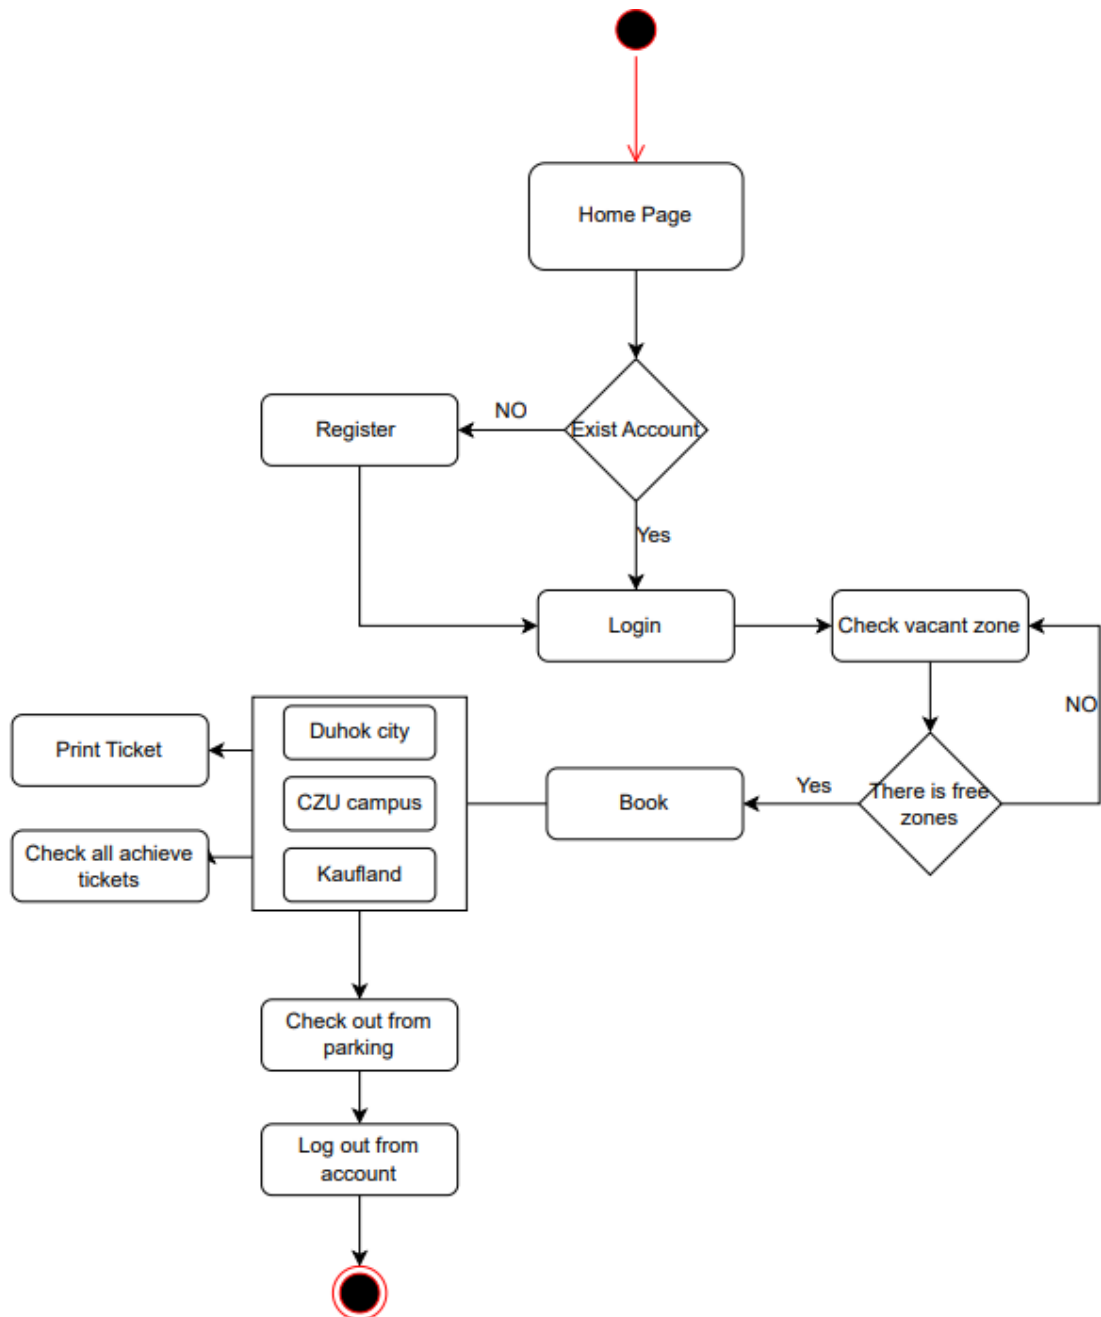 Home Page
NO
Exist Account
Register
Yes
Login
Check vacant zone
NO
Duhok city
Print Ticket
CZU campus
Book
Yes
There is free
zones
Check all achieve
tickets
Kaufland
Check out from
parking
Log out from
account